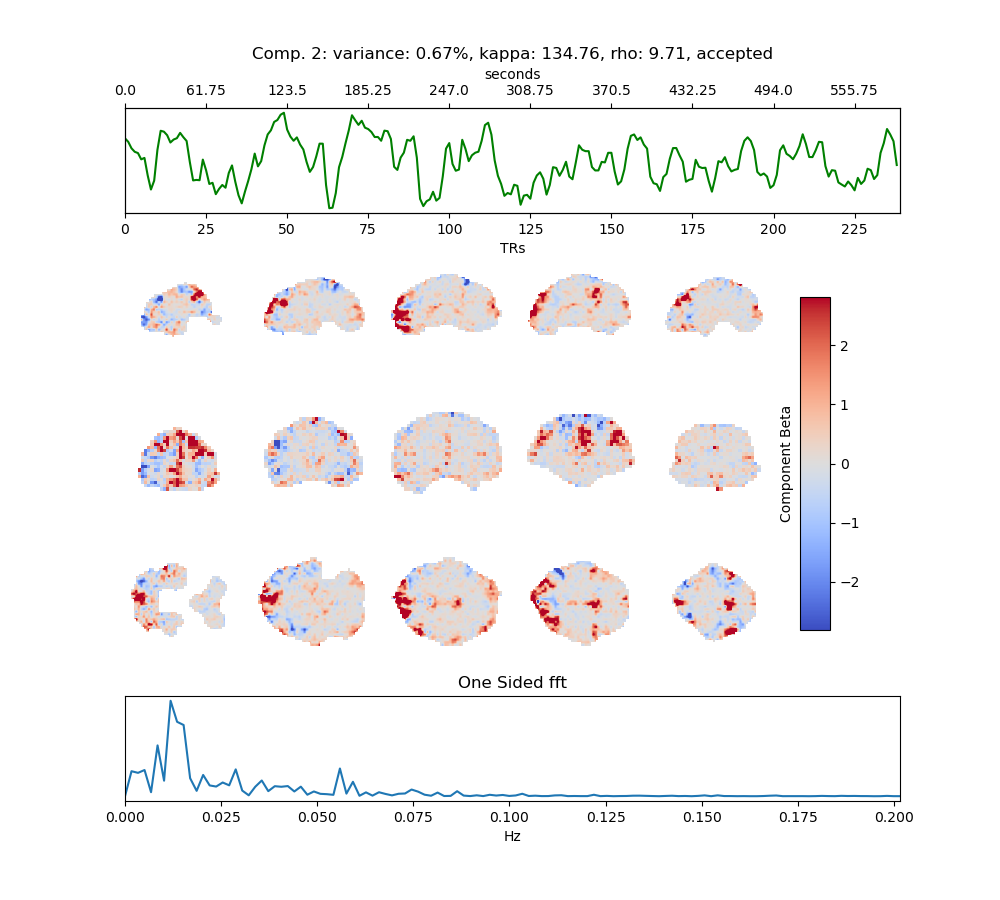 Comp. 2: variance: 0.67%, kappa: 134.76, rho: 9.71, accepted
seconds
0.0 61.75 123.5 185.25 247.0 308.75 370.5 432.25 494.0 555.75
0 25 50 75 100 125 150 175 200 225
TRs
2
1
0
−1
−2
Component Beta
One Sided fft
0.000 0.025 0.050 0.075 0.100 0.125 0.150 0.175 0.200
Hz